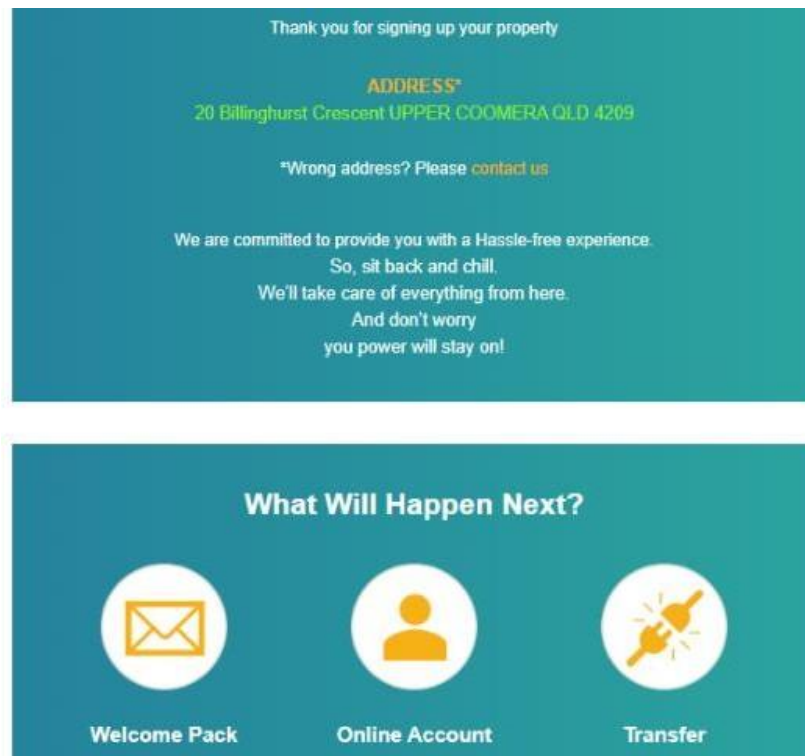 Thank you for signing up your property
ADDRESS*
20 Billinghurst Crescent UPPER COOMERA QLD 4209
*Wrong address? Please contact us
We are committed to provide you with a Hassle-free experience.
So, sit back and chill.
We'll take care of everything from here.
And don't worry
you power will stay on!
What Will Happen Next?
Welcome Pack
Online Account
Transfer